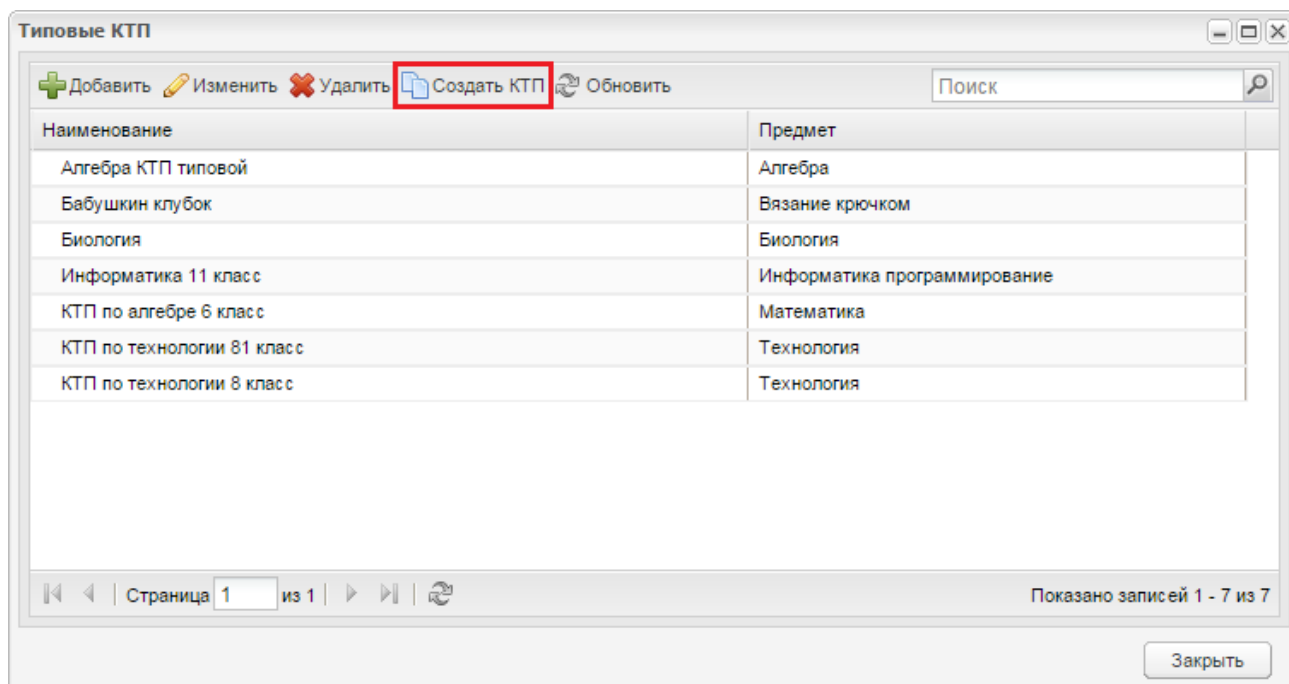 Типовые КТП
Добавить Изменить Удалить Создать КТП Обновить Поиск
Наименование Предмет
Алгебра КТП типовой Алгебра
Бабушкин клубок Вязание крючком
Биология Биология
Информатика 11 класс Информатика программирование
КТП по алгебре 6 класс Математика
КТП по технологии 81 класс Технология
КТП по технологии 8 класс Технология
Страница 1 из 1 Показано записей 1 - 7 из 7
Закрыть